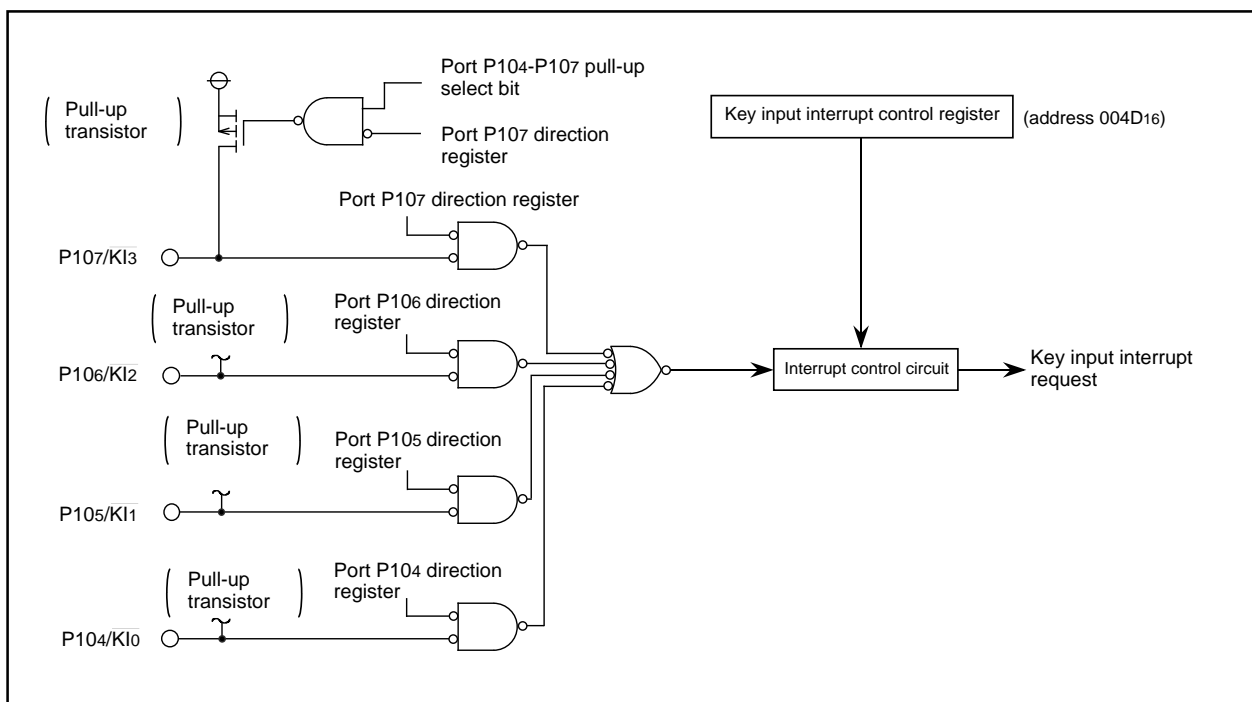 Port P104-P107 pull-up
select bit
( Pull-up
transistor )
Port P107 direction
register
Key input interrupt control register
(address 004D16)
Port P107 direction register
P107/KI3
( Pull-up
transistor )
Port P106 direction
register
P106/KI2
Interrupt control circuit
Key input interrupt
request
( Pull-up
transistor )
Port P105 direction
register
P105/KI1
( Pull-up
transistor )
Port P104 direction
register
P104/KI0